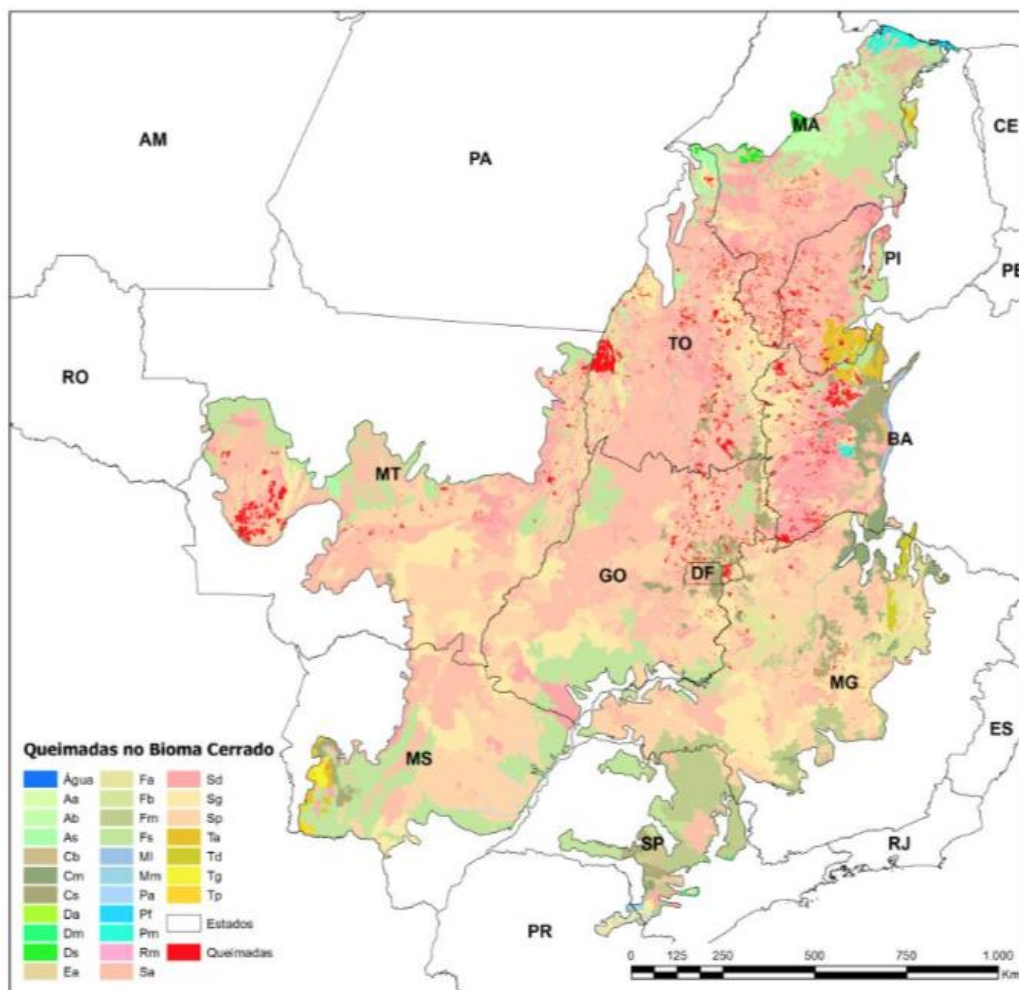 AM
PA
MA
CE
PI
PE
TO
RO
BA
MT
DF
GO
MG
ES
MS
SP
RJ
PR
Queimadas no Bioma Cerrado
Água
Aa
Ab
As
Cb
Cm
Cs
Da
Dm
Ds
Ea
Fa
Fb
Fm
Fs
Ml
Mm
Pa
Pf
Pm
Rm
Sa
Sd
Sg
Sp
Ta
Td
Tg
Tp
Estados
Queimadas
0 125 250 500 750 1.000
Km